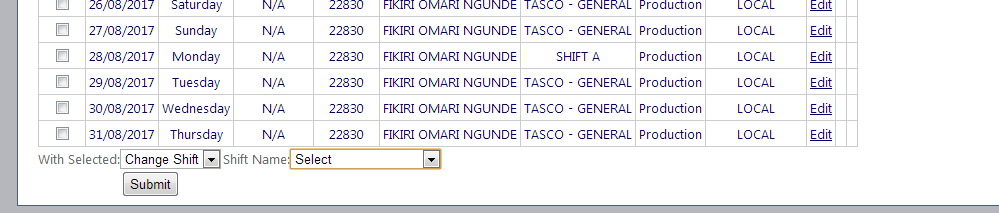 26/08/2017 Saturday N/A 22830 FIKIRI OMARI NGUNDE TASCO - GENERAL Production LOCAL Edit
27/08/2017 Sunday N/A 22830 FIKIRI OMARI NGUNDE TASCO - GENERAL Production LOCAL Edit
28/08/2017 Monday N/A 22830 FIKIRI OMARI NGUNDE SHIFT A Production LOCAL Edit
29/08/2017 Tuesday N/A 22830 FIKIRI OMARI NGUNDE TASCO - GENERAL Production LOCAL Edit
30/08/2017 Wednesday N/A 22830 FIKIRI OMARI NGUNDE TASCO - GENERAL Production LOCAL Edit
31/08/2017 Thursday N/A 22830 FIKIRI OMARI NGUNDE TASCO - GENERAL Production LOCAL Edit
With Selected: Change Shift Shift Name: Select
Submit